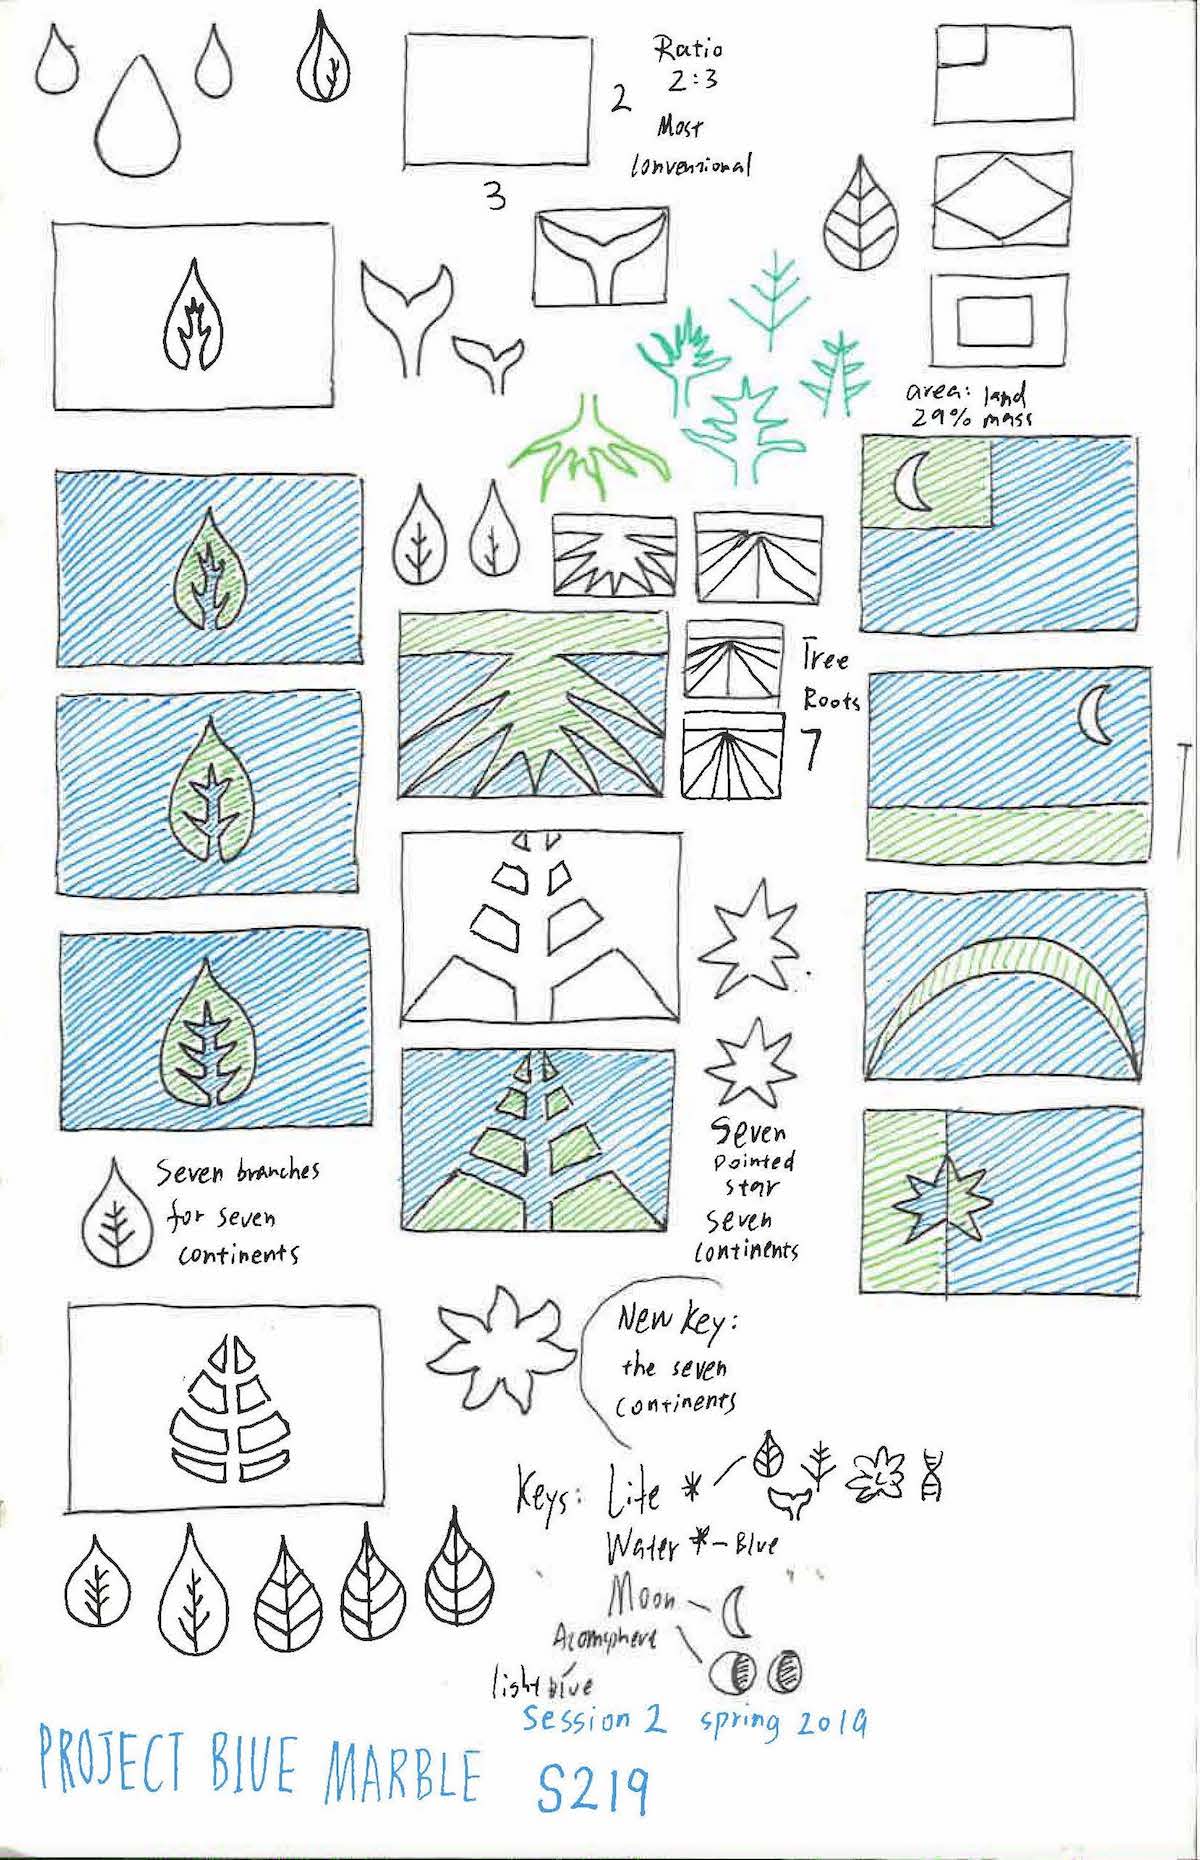 Ratio
2:3
2
Most
Convensional
3
area: land
29% mass
Tree
Roots
7
Seven
pointed
star
Seven
Continents
Seven branches
for seven
continents
New Key:
the seven
continents
Keys: Life *
Water * - Blue
Moon
Acomsphere
light blue
Session 2 spring 2019
PROJECT BLUE MARBLE S219